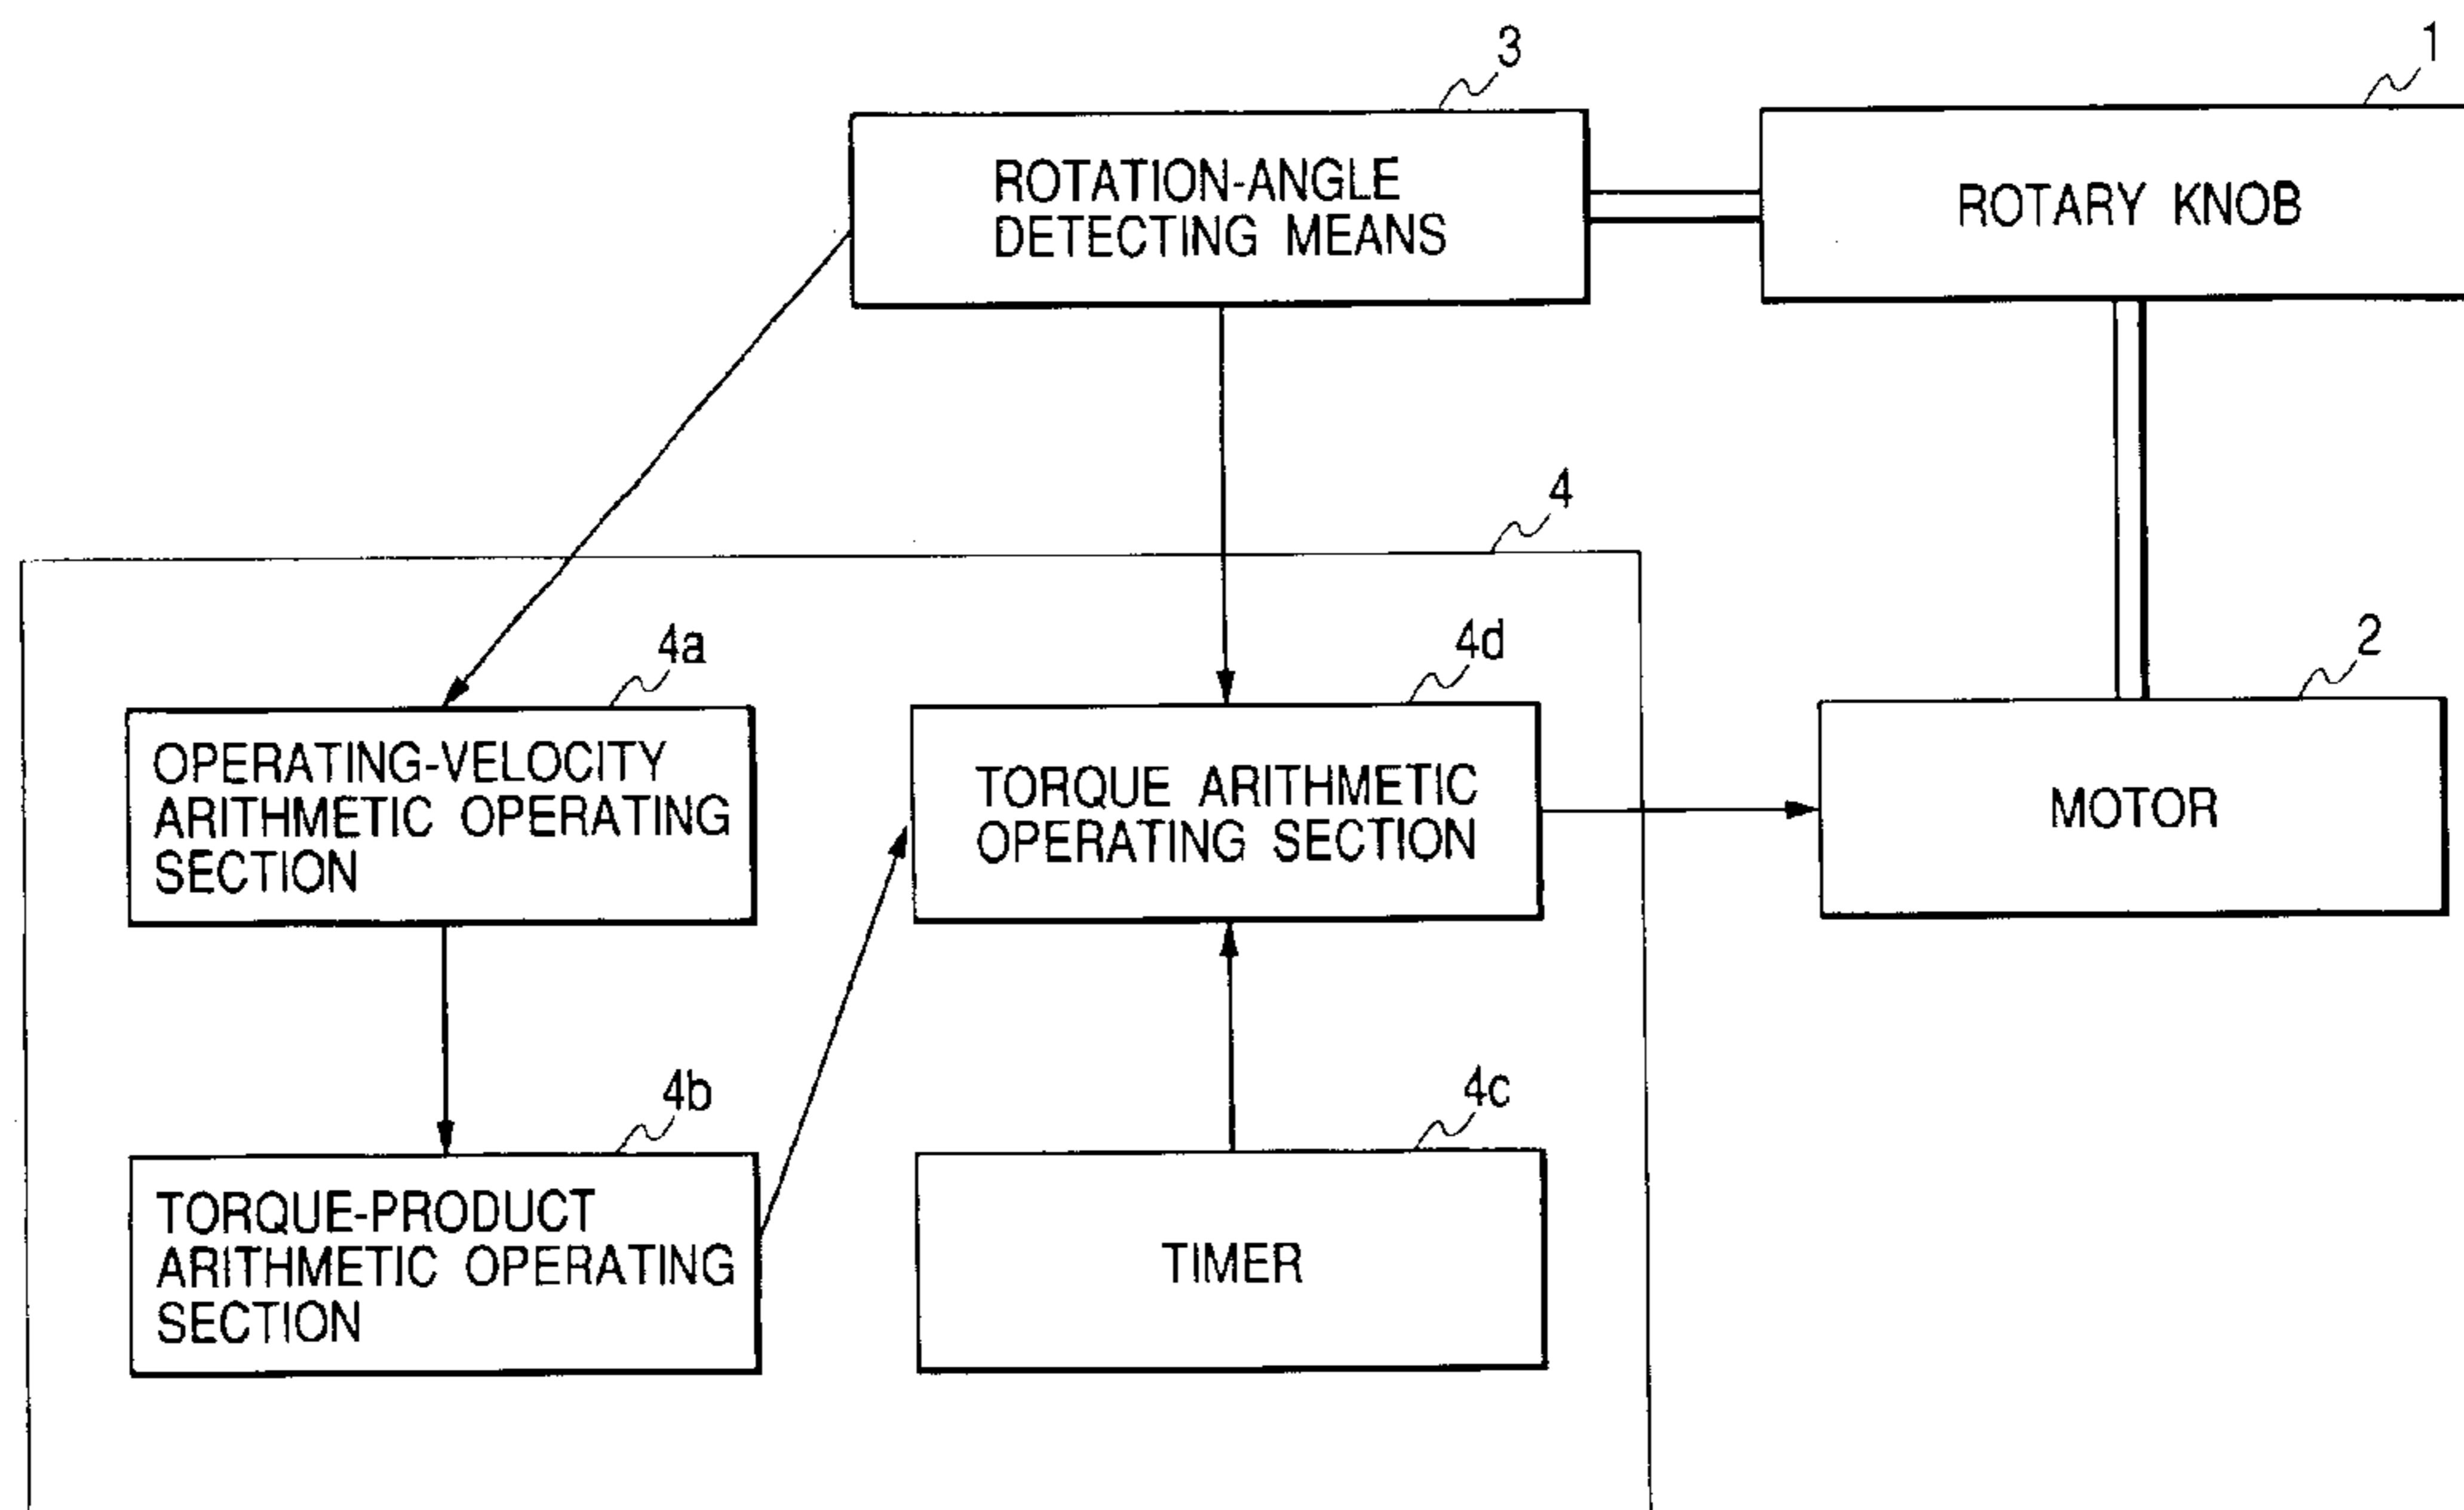 3
1
ROTATION-ANGLE
DETECTING MEANS
ROTARY KNOB
4
4a
4d
2
OPERATING-VELOCITY
ARITHMETIC OPERATING
SECTION
TORQUE ARITHMETIC
OPERATING SECTION
MOTOR
4b
4c
TORQUE-PRODUCT
ARITHMETIC OPERATING
SECTION
TIMER